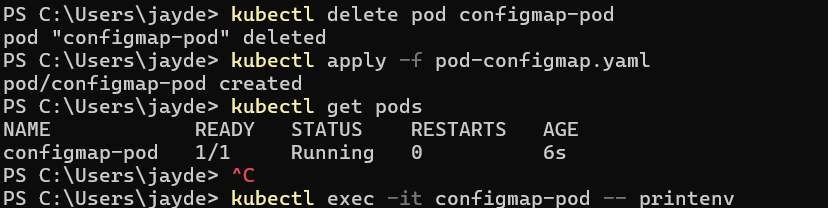 PS C:\Users\jayde> kubectl delete pod configmap-pod
pod "configmap-pod" deleted
PS C:\Users\jayde> kubectl apply -f pod-configmap.yaml
pod/configmap-pod created
PS C:\Users\jayde> kubectl get pods
NAME            READY   STATUS    RESTARTS   AGE
configmap-pod   1/1     Running   0          6s
PS C:\Users\jayde> ^C
PS C:\Users\jayde> kubectl exec -it configmap-pod -- printenv